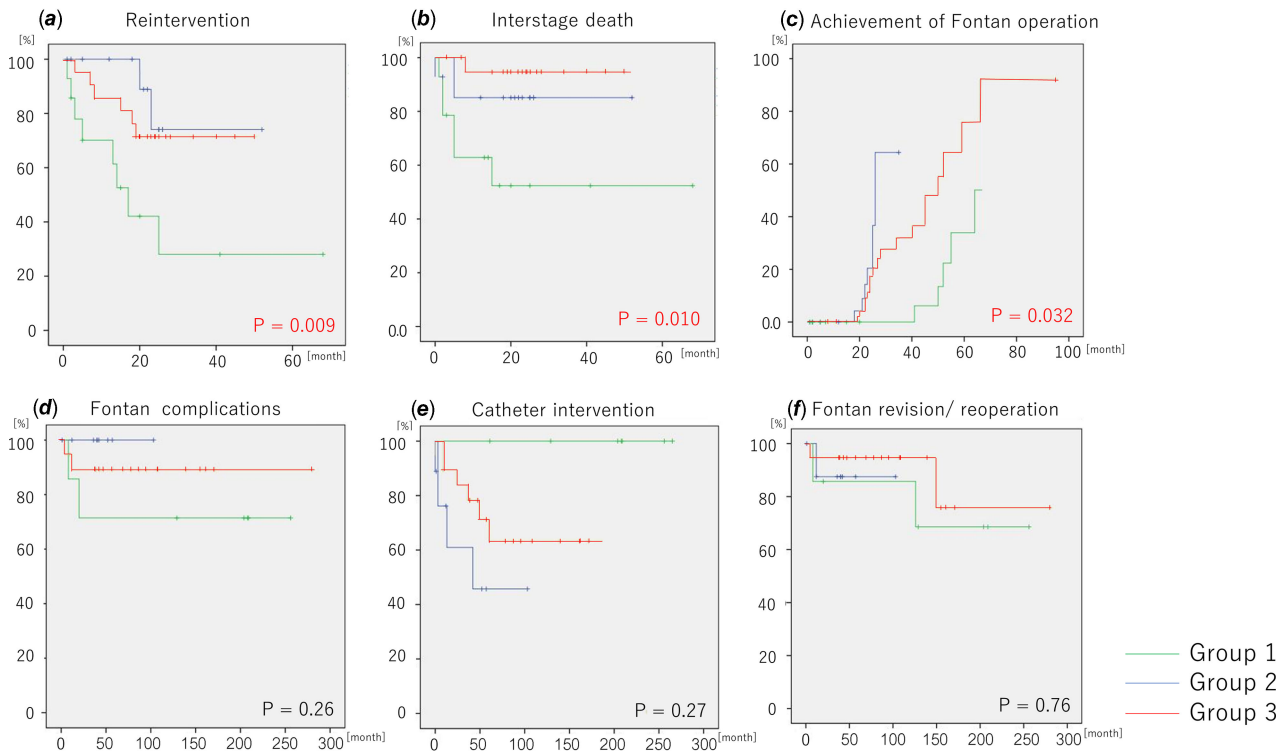 (a) Reintervention
[%]
100
80
60
40
20
0
0 20 40 60 [month]
P = 0.009
(b) Interstage death
[%]
100
80
60
40
20
0.0
0 20 40 60 [month]
P = 0.010
(c) Achievement of Fontan operation
[%]
100
80
60
40
20
0.0
0 20 40 60 80 100 [month]
P = 0.032
(d) Fontan complications
[%]
100
80
60
40
20
0
0 50 100 150 200 250 300 [month]
P = 0.26
(e) Catheter intervention
[%]
100
80
60
40
20
0
0 50 100 150 200 250 300 [month]
P = 0.27
(f) Fontan revision/ reoperation
[%]
100
80
60
40
20
0
0 50 100 150 200 250 300 [month]
P = 0.76
Group 1
Group 2
Group 3